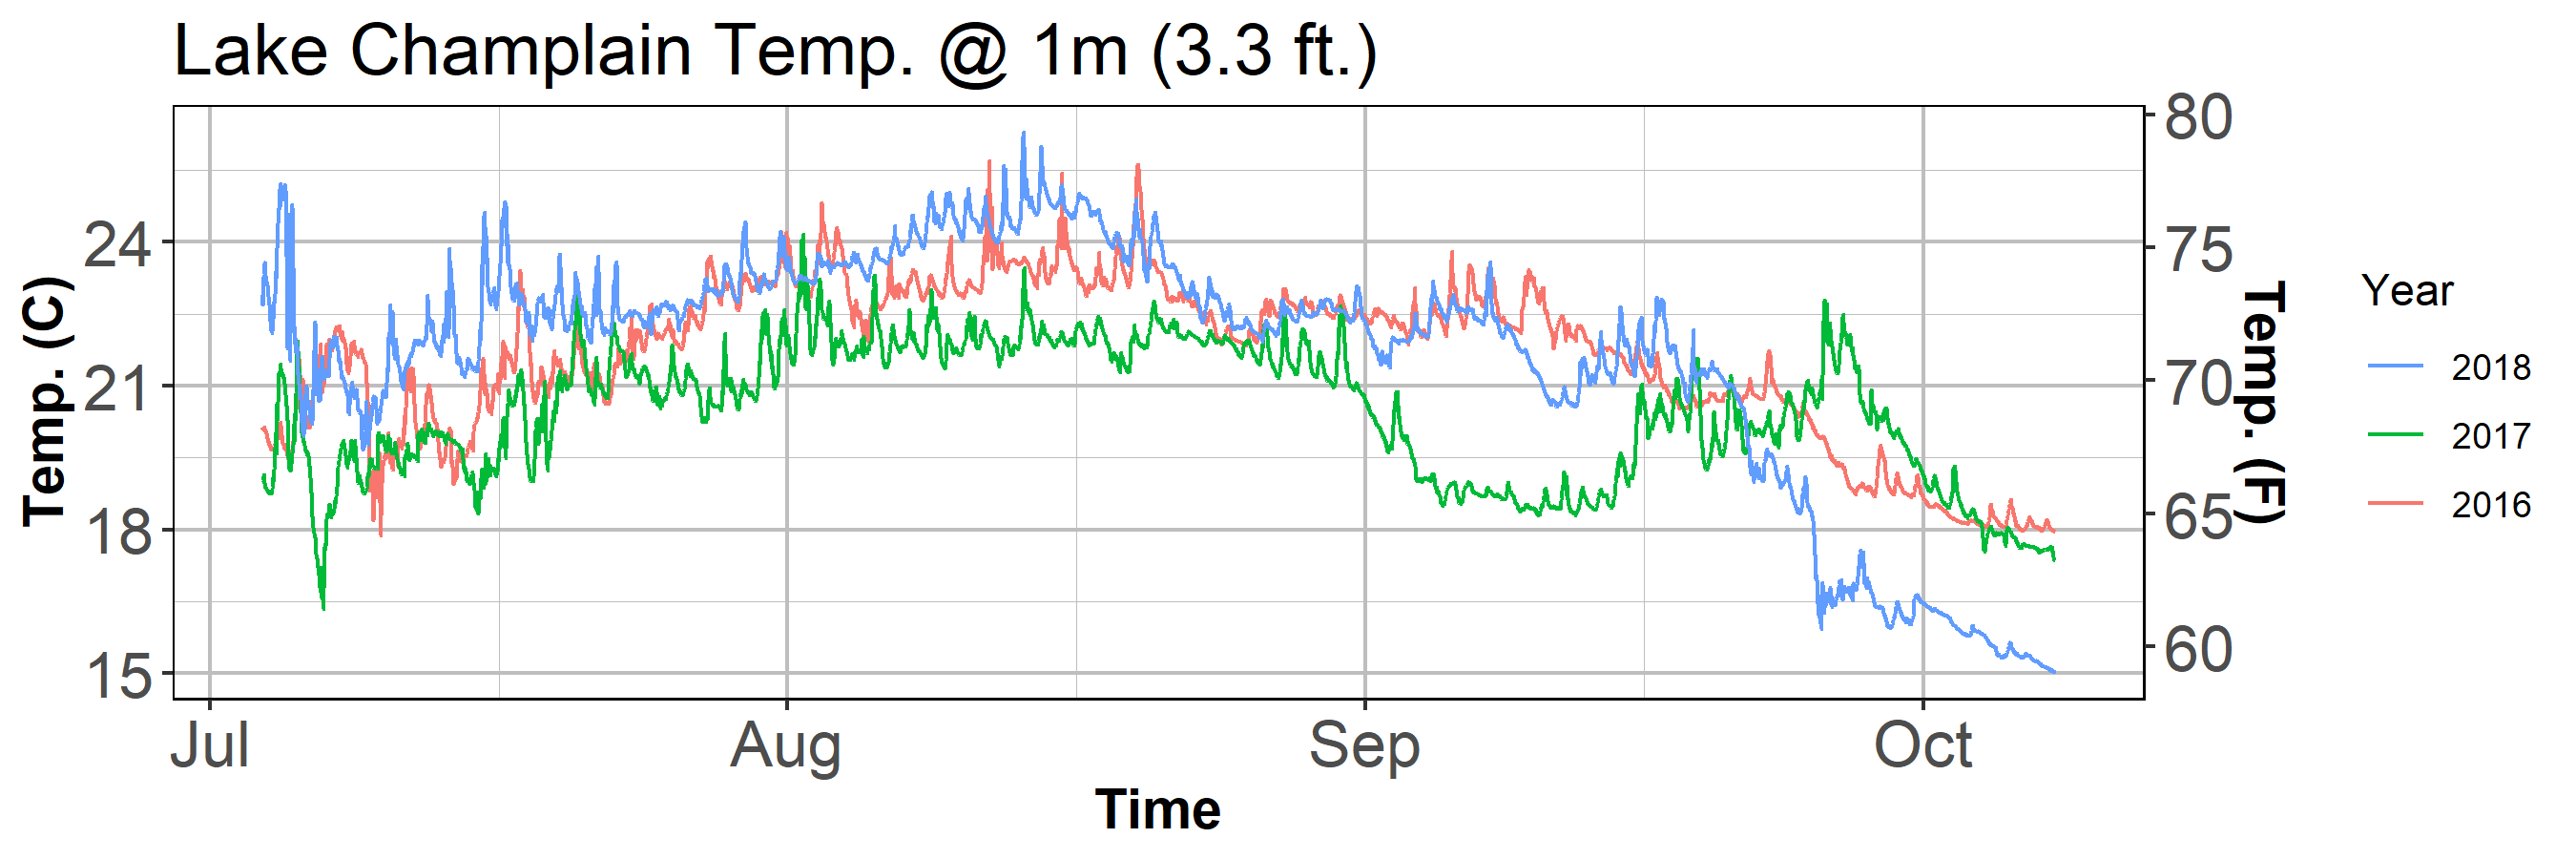 Lake Champlain Temp. @ 1m (3.3 ft.)
Temp. (C)
24
21
18
15
80
75
70
65
60
Temp. (F)
Jul
Aug
Sep
Oct
Time
Year
2018
2017
2016